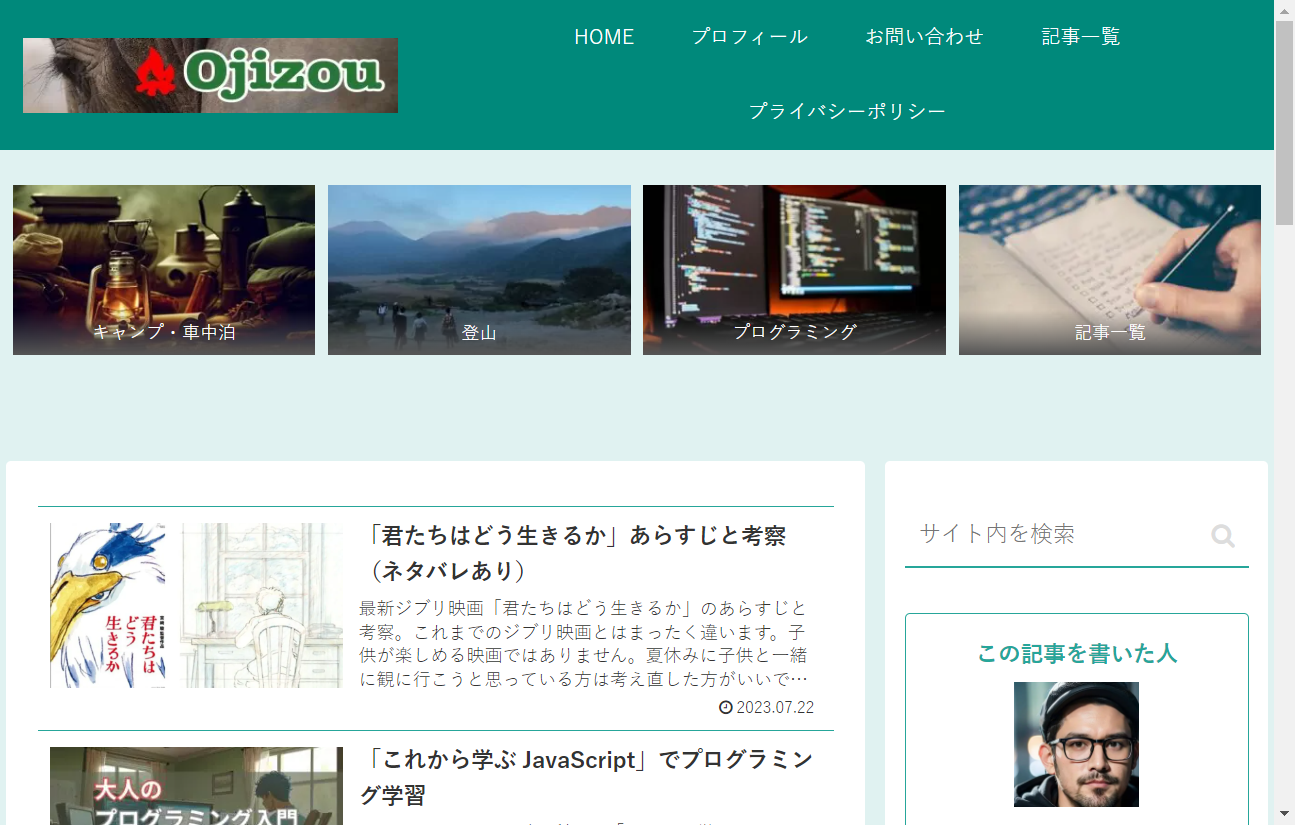 Ojizou
HOME
プロフィール
お問い合わせ
記事一覧
プライバシーポリシー
キャンプ・車中泊
登山
プログラミング
記事一覧
君たちは
どう
生きるか
「君たちはどう生きるか」あらすじと考察
（ネタバレあり）
最新ジブリ映画「君たちはどう生きるか」のあらすじと
考察。これまでのジブリ映画とはまったく違います。子
供が楽しめる映画ではありません。夏休みに子供と一緒
に観に行こうと思っている方は考え直した方がいいで…
2023.07.22
大人の
プログラミング入門
「これから学ぶ JavaScript」でプログラミン
グ学習
サイト内を検索
この記事を書いた人